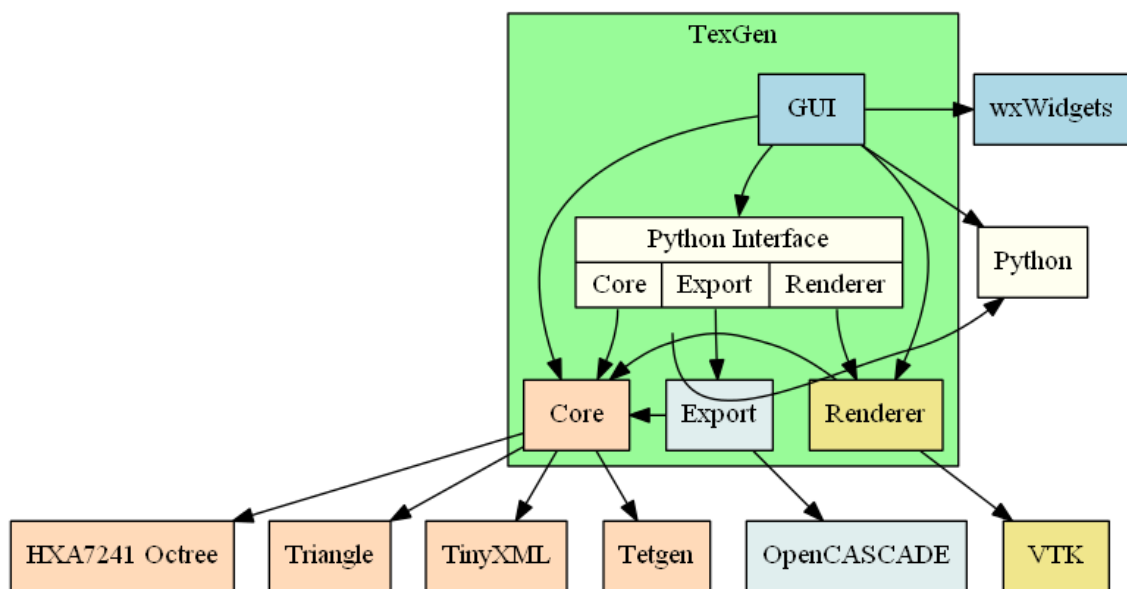 TexGen
GUI
wxWidgets
Python Interface
Core
Export
Renderer
Python
Core
Export
Renderer
HXA7241 Octree
Triangle
TinyXML
Tetgen
OpenCASCADE
VTK